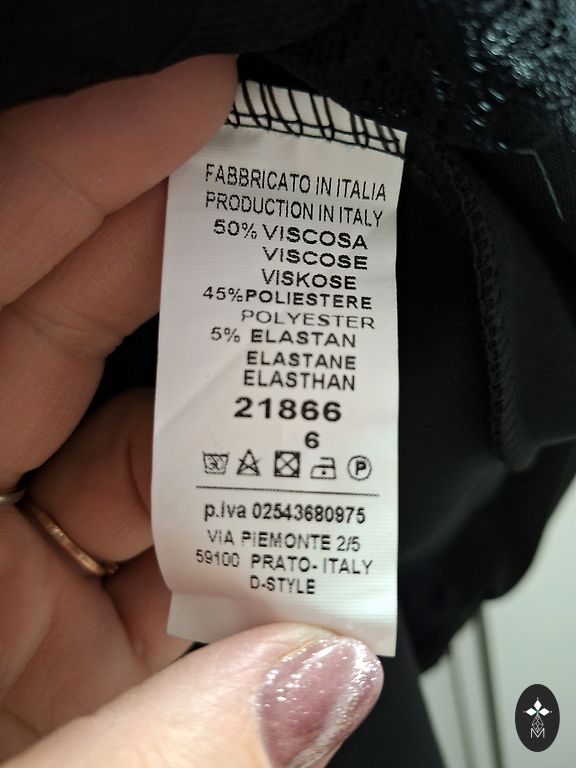 FABBRICATO IN ITALIA
PRODUCTION IN ITALY
50% VISCOSA
VISCOSE
VISKOSE
45%POLIESTERE
POLYESTER
5% ELASTAN
ELASTANE
ELASTHAN
21866
6
P
p.Iva 02543680975
VIA PIEMONTE 2/5
59100 PRATO-ITALY
D-STYLE